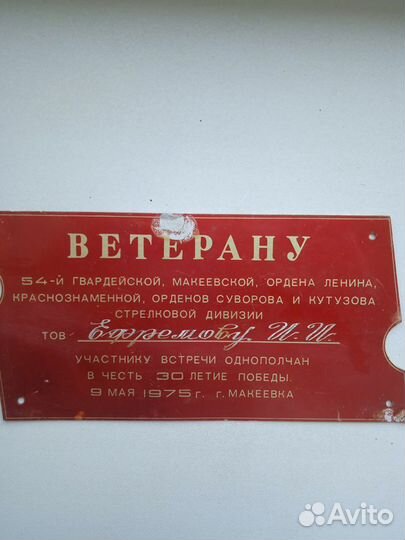 ВЕТЕРАНУ
54-Й ГВАРДЕЙСКОЙ, МАКЕЕВСКОЙ, ОРДЕНА ЛЕНИНА,
КРАСНОЗНАМЕННОЙ, ОРДЕНОВ СУВОРОВА И КУТУЗОВА
СТРЕЛКОВОЙ ДИВИЗИИ
ТОВ. Ефремову И. П.
УЧАСТНИКУ ВСТРЕЧИ ОДНОПОЛЧАН
В ЧЕСТЬ 30 ЛЕТИЕ ПОБЕДЫ.
9 МАЯ 1975 г. г. МАКЕЕВКА
Avito